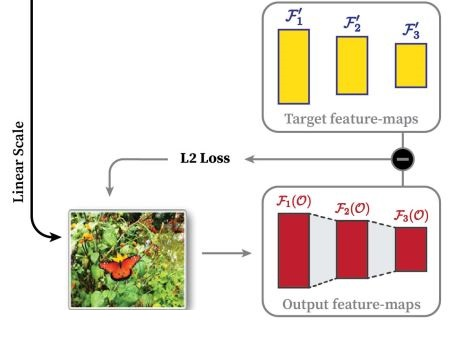 𝓕′₁ 𝓕′₂ 𝓕′₃
Target feature-maps
Linear Scale
L2 Loss
−
𝓕₁(𝓞) 𝓕₂(𝓞) 𝓕₃(𝓞)
Output feature-maps